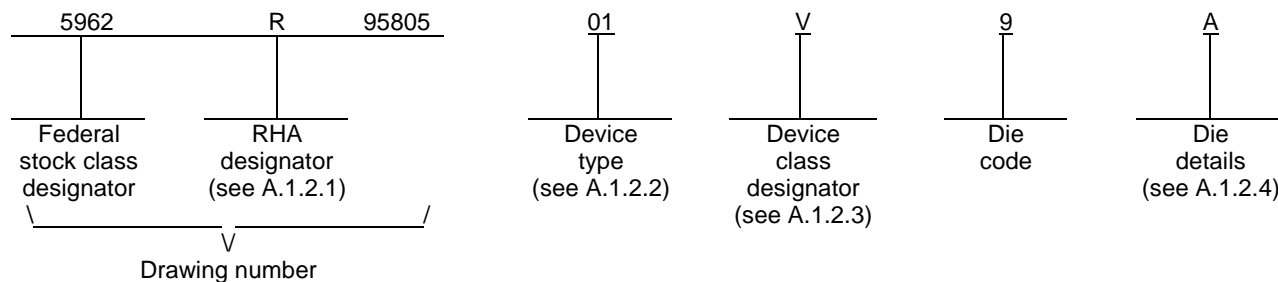 5962 R 95805 01 V 9 A
Federal stock class designator
RHA designator (see A.1.2.1)
Device type (see A.1.2.2)
Device class designator (see A.1.2.3)
Die code
Die details (see A.1.2.4)
Drawing number